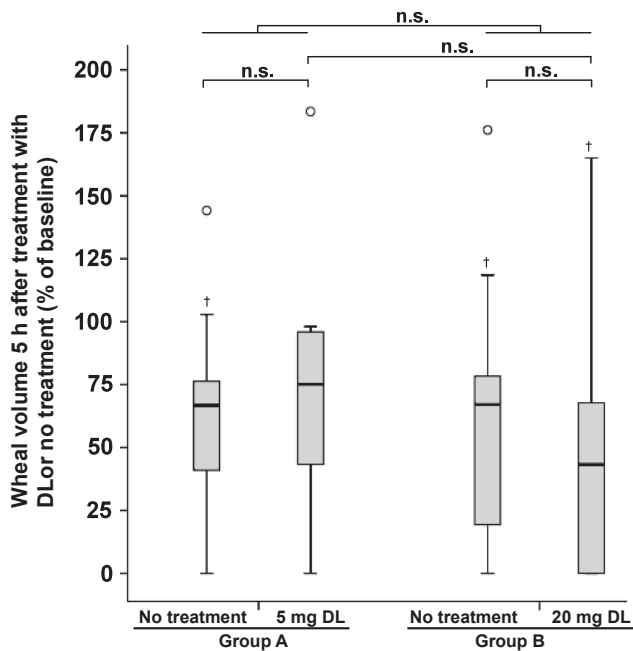 n.s.
n.s.
n.s.
n.s.
Wheal volume 5 h after treatment with
DLor no treatment (% of baseline)
200
175
150
125
100
75
50
25
0
†
†
†
No treatment 5 mg DL No treatment 20 mg DL
Group A Group B